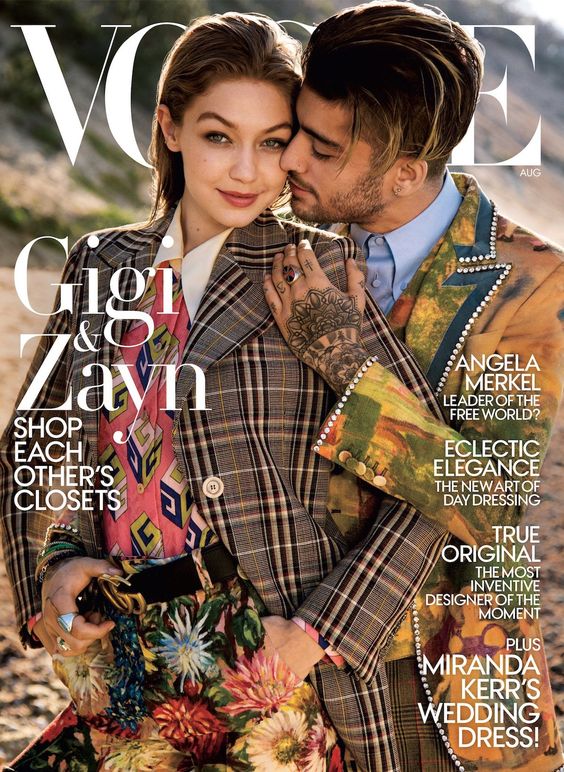 VOGUE
AUG
Gigi
&
Zayn
SHOP
EACH
OTHER'S
CLOSETS
ANGELA
MERKEL
LEADER OF THE
FREE WORLD?
ECLECTIC
ELEGANCE
THE NEW ART OF
DAY DRESSING
TRUE
ORIGINAL
THE MOST
INVENTIVE
DESIGNER OF THE
MOMENT
PLUS
MIRANDA
KERR'S
WEDDING
DRESS!